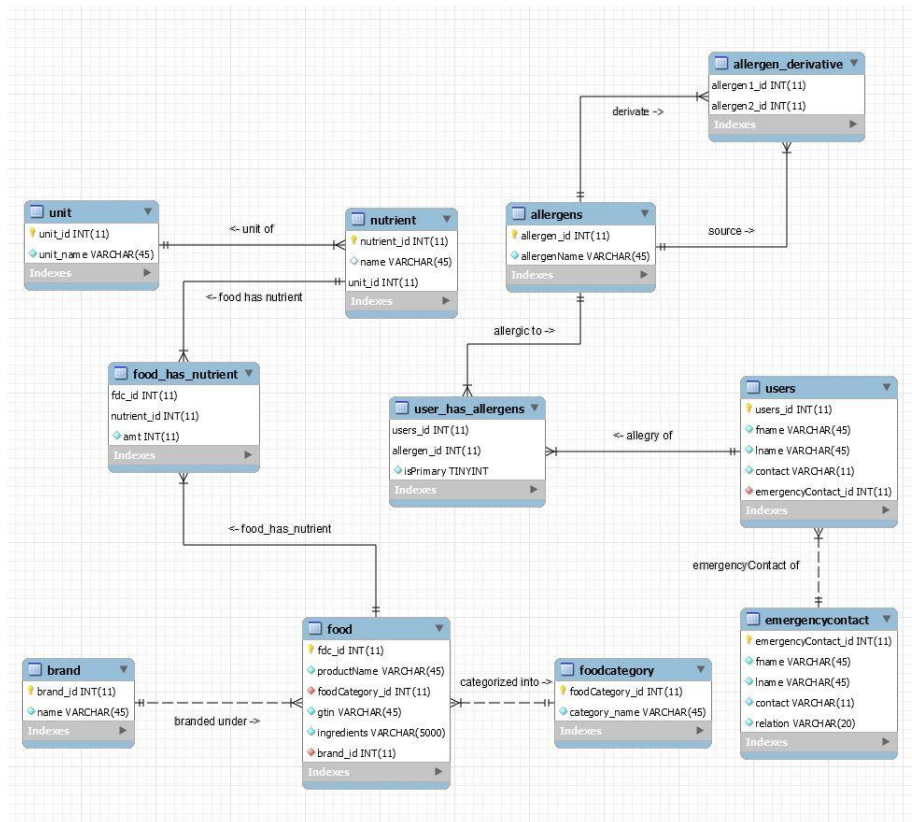 allergen_derivative
allergen1_id INT(11)
allergen2_id INT(11)
Indexes
derivate ->
unit
unit_id INT(11)
unit_name VARCHAR(45)
Indexes
<- unit of
nutrient
nutrient_id INT(11)
name VARCHAR(45)
unit_id INT(11)
Indexes
allergens
allergen_id INT(11)
allergenName VARCHAR(45)
Indexes
source ->
<- food has nutrient
allergic to ->
food_has_nutrient
fdc_id INT(11)
nutrient_id INT(11)
amt INT(11)
Indexes
user_has_allergens
users_id INT(11)
allergen_id INT(11)
isPrimary TINYINT
Indexes
<- allegry of
users
users_id INT(11)
fname VARCHAR(45)
lname VARCHAR(45)
contact VARCHAR(11)
emergencyContact_id INT(11)
Indexes
<- food_has_nutrient
emergencyContact of
brand
brand_id INT(11)
name VARCHAR(45)
Indexes
branded under ->
food
fdc_id INT(11)
productName VARCHAR(45)
foodCategory_id INT(11)
gtin VARCHAR(45)
ingredients VARCHAR(5000)
brand_id INT(11)
Indexes
categorized into ->
foodcategory
foodCategory_id INT(11)
category_name VARCHAR(45)
Indexes
emergencycontact
emergencyContact_id INT(11)
fname VARCHAR(45)
lname VARCHAR(45)
contact VARCHAR(11)
relation VARCHAR(20)
Indexes